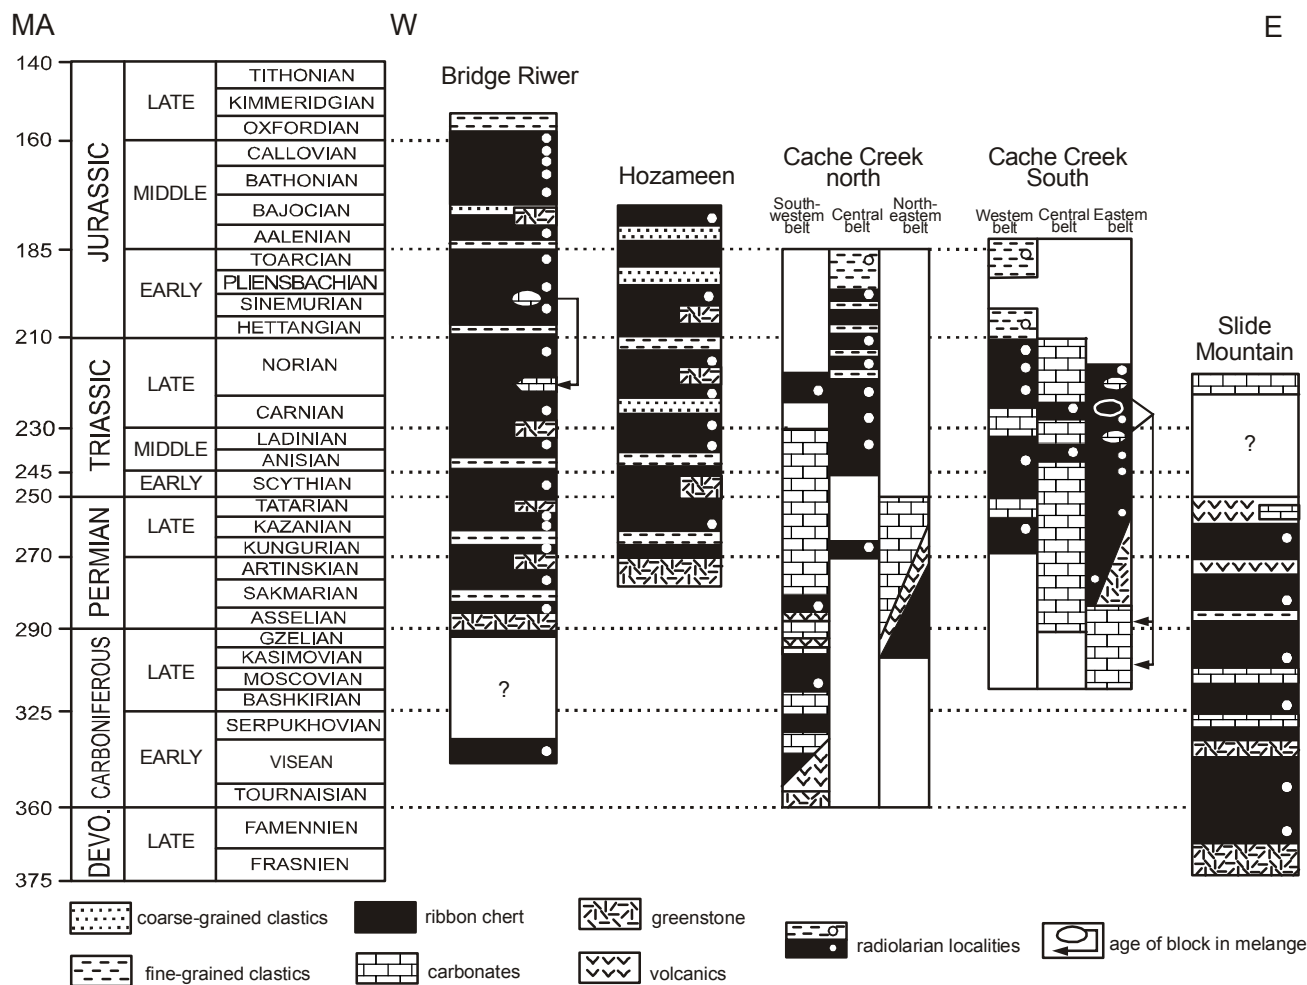 MA
W
E
140
160
185
210
230
245
250
270
290
325
360
375
JURASSIC
TRIASSIC
PERMIAN
CARBONIFEROUS
DEVO.
LATE
MIDDLE
EARLY
LATE
MIDDLE
EARLY
LATE
EARLY
LATE
EARLY
LATE
TITHONIAN
KIMMERIDGIAN
OXFORDIAN
CALLOVIAN
BATHONIAN
BAJOCIAN
AALENIAN
TOARCIAN
PLIENSBACHIAN
SINEMURIAN
HETTANGIAN
NORIAN
CARNIAN
LADINIAN
ANISIAN
SCYTHIAN
TATARIAN
KAZANIAN
KUNGURIAN
ARTINSKIAN
SAKMARIAN
ASSELIAN
GZELIAN
KASIMOVIAN
MOSCOVIAN
BASHKIRIAN
SERPUKHOVIAN
VISEAN
TOURNAISIAN
FAMENNIEN
FRASNIEN
Bridge Riwer
?
Hozameen
Cache Creek
north
South-
western
belt
Central
belt
North-
eastern
belt
Cache Creek
South
Western
belt
Central
belt
Eastern
belt
Slide
Mountain
?
coarse-grained clastics
ribbon chert
greenstone
radiolarian localities
age of block in melange
fine-grained clastics
carbonates
volcanics